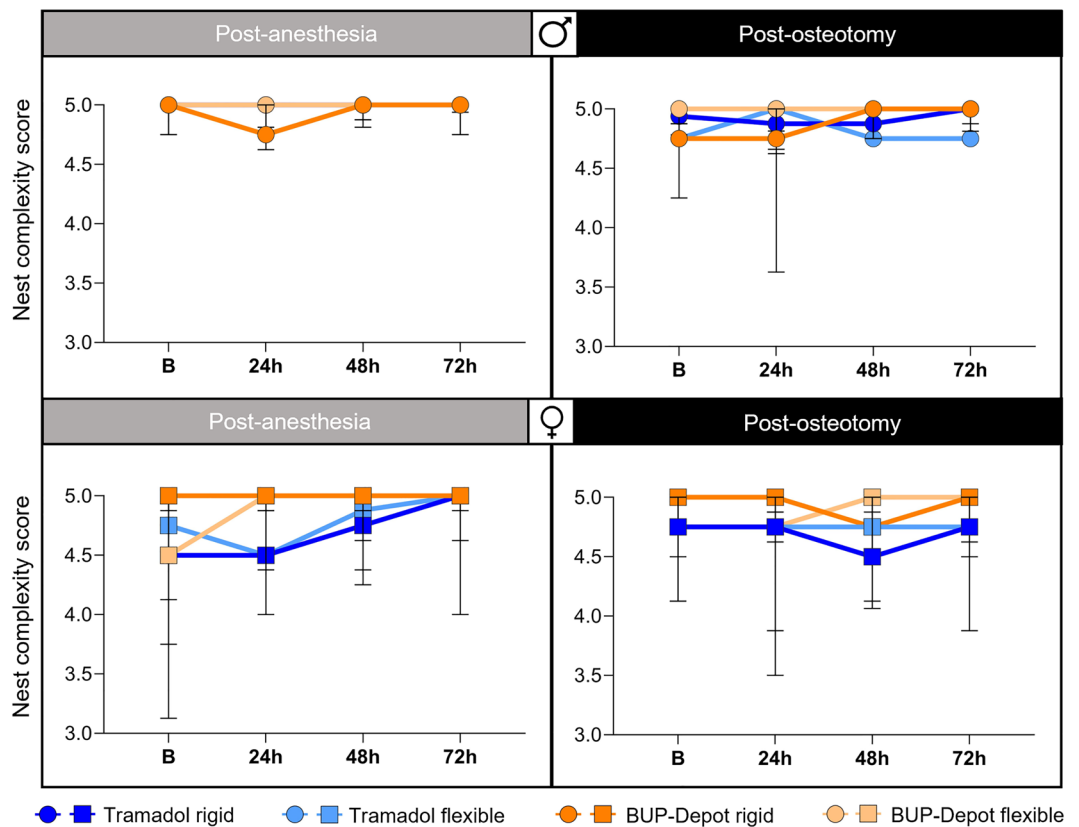 Post-anesthesia ♂ Post-osteotomy
Nest complexity score
5.0
4.5
4.0
3.5
3.0
B 24h 48h 72h
5.0
4.5
4.0
3.5
3.0
B 24h 48h 72h
Post-anesthesia ♀ Post-osteotomy
Nest complexity score
5.0
4.5
4.0
3.5
3.0
B 24h 48h 72h
5.0
4.5
4.0
3.5
3.0
B 24h 48h 72h
Tramadol rigid Tramadol flexible BUP-Depot rigid BUP-Depot flexible